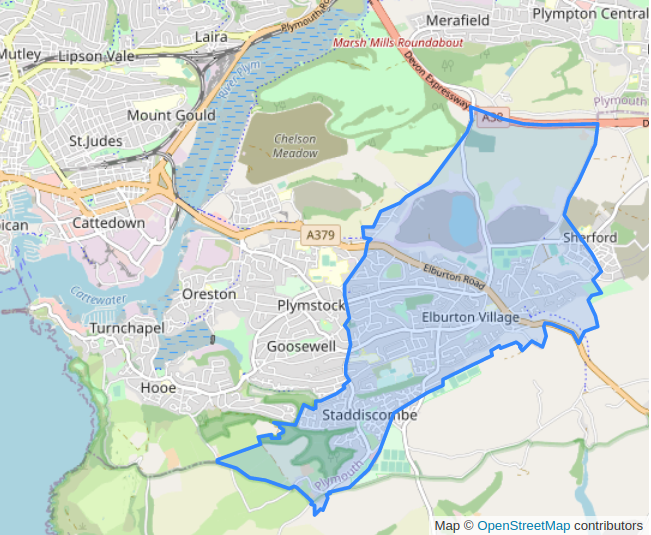 Laira
Plymouth Road
Merafield
Plympton Central
Mutley
Lipson Vale
Marsh Mills Roundabout
Devon Expressway
Plym
Mount Gould
Plymouth
A38
St.Judes
Chelson
Meadow
Cattedown
A379
Sherford
Elburton Road
Cattewater
Oreston
Plymstock
Elburton Village
Turnchapel
Goosewell
Hooe
Staddiscombe
Plymouth
Map © OpenStreetMap contributors